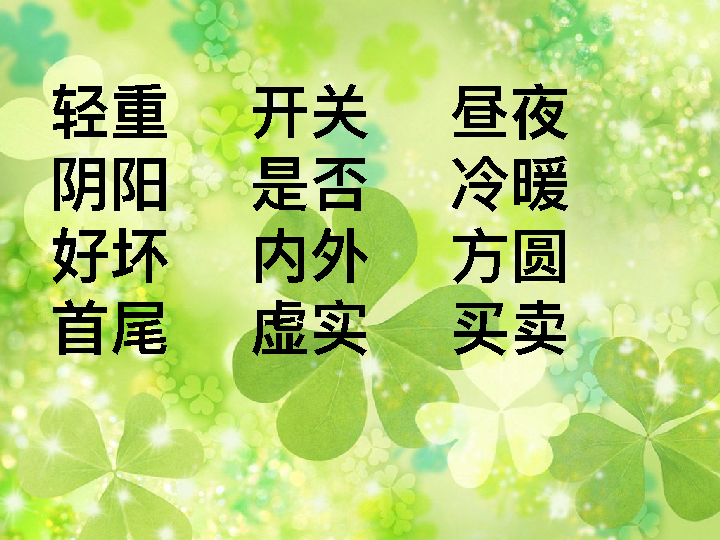 轻重 开关 昼夜
阴阳 是否 冷暖
好坏 内外 方圆
首尾 虚实 买卖